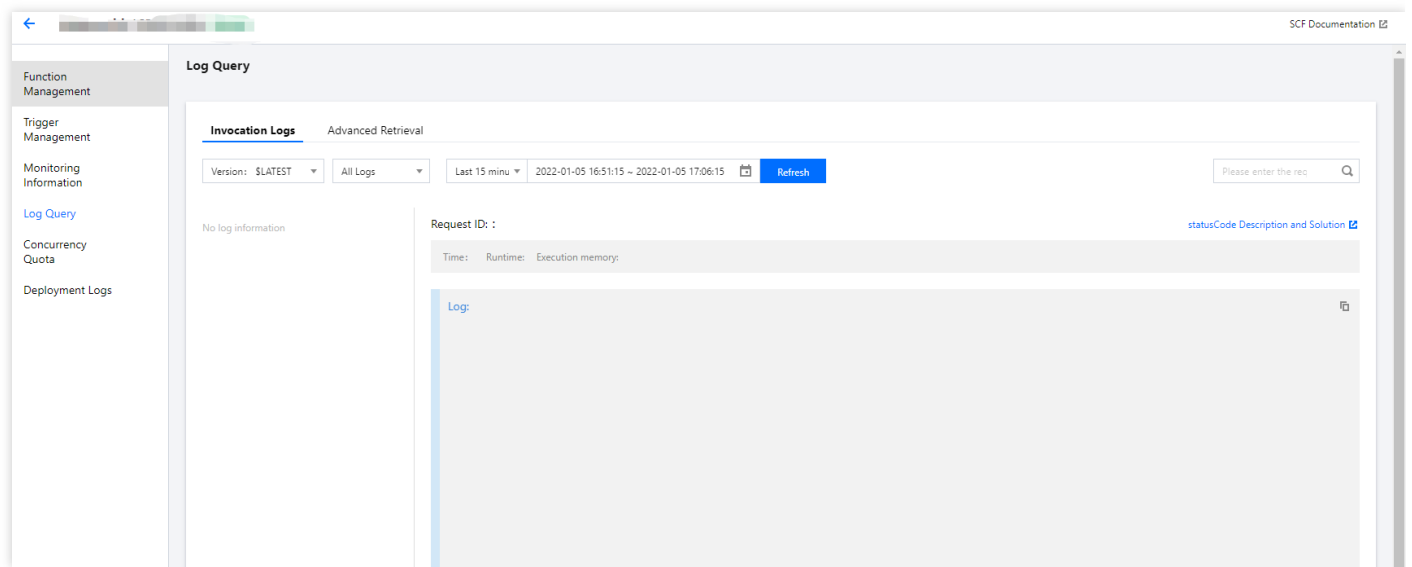 SCF Documentation
Function
Management
Trigger
Management
Monitoring
Information
Log Query
Concurrency
Quota
Deployment Logs
Log Query
Invocation Logs Advanced Retrieval
Version: $LATEST All Logs Last 15 minu 2022-01-05 16:51:15 ~ 2022-01-05 17:06:15 Refresh Please enter the rec
No log information
Request ID: : statusCode Description and Solution
Time: Runtime: Execution memory:
Log: